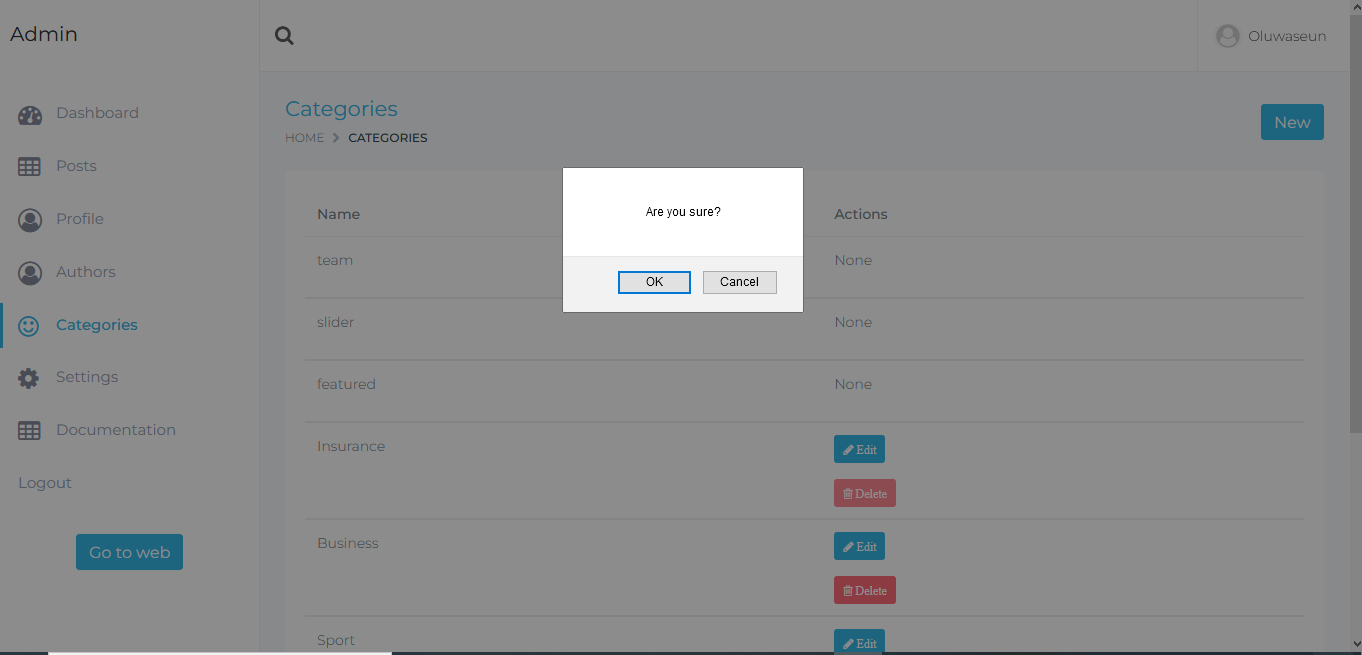 Admin
Oluwaseun
Dashboard
Posts
Profile
Authors
Categories
Settings
Documentation
Logout
Go to web
Categories
HOME CATEGORIES
New
Name Actions
team None
slider None
featured None
Insurance Edit
Delete
Business Edit
Delete
Sport Edit
Are you sure?
OK Cancel